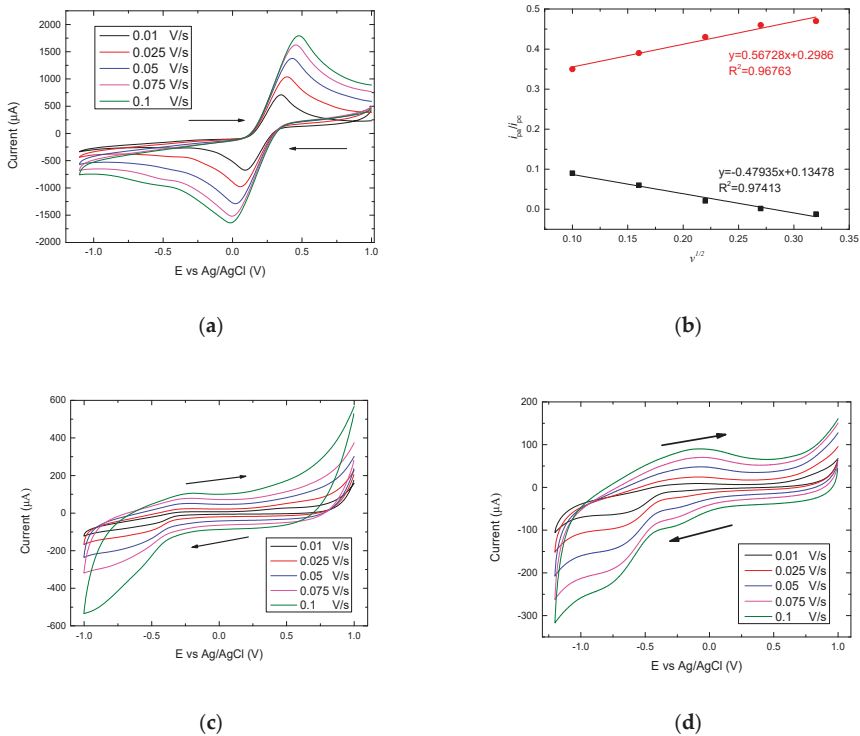 2000
1500
1000
500
0
-500
-1000
-1500
-2000
Current (µA)
0.01 V/s
0.025 V/s
0.05 V/s
0.075 V/s
0.1 V/s
-1.0 -0.5 0.0 0.5 1.0
E vs Ag/AgCl (V)
(a)
0.5
0.4
0.3
0.2
0.1
0.0
i_pa/i_pc
y=0.56728x+0.2986
R²=0.96763
y=-0.47935x+0.13478
R²=0.97413
0.10 0.15 0.20 0.25 0.30 0.35
v^1/2
(b)
600
400
200
0
-200
-400
-600
Current (µA)
0.01 V/s
0.025 V/s
0.05 V/s
0.075 V/s
0.1 V/s
-1.0 -0.5 0.0 0.5 1.0
E vs Ag/AgCl (V)
(c)
200
100
0
-100
-200
-300
Current (µA)
0.01 V/s
0.025 V/s
0.05 V/s
0.075 V/s
0.1 V/s
-1.0 -0.5 0.0 0.5 1.0
E vs Ag/AgCl (V)
(d)